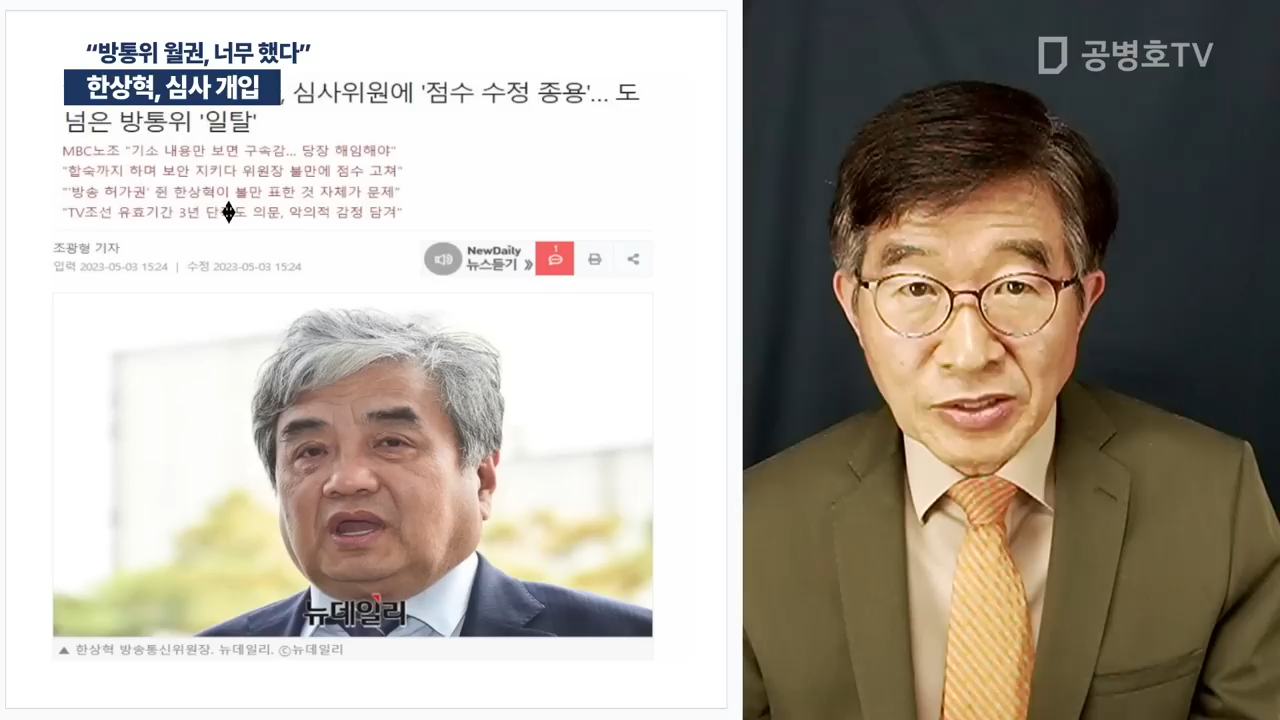 “방통위 월권, 너무 했다”
한상혁, 심사 개입
, 심사위원에 '점수 수정 종용'... 도
넘은 방통위 '일탈'
MBC노조 "기소 내용만 보면 구속감... 당장 해임해야"
"합숙까지 하며 보안 지키다 위원장 불만에 점수 고쳐"
"'방송 허가권' 쥔 한상혁이 불만 표한 것 자체가 문제"
"TV조선 유효기간 3년 도 의문, 악의적 감정 담겨"
조광형 기자
입력 2023-05-03 15:24 | 수정 2023-05-03 15:24
NewDaily
뉴스듣기 》
1
뉴데일리
▲ 한상혁 방송통신위원장. 뉴데일리. ⓒ뉴데일리
공병호TV